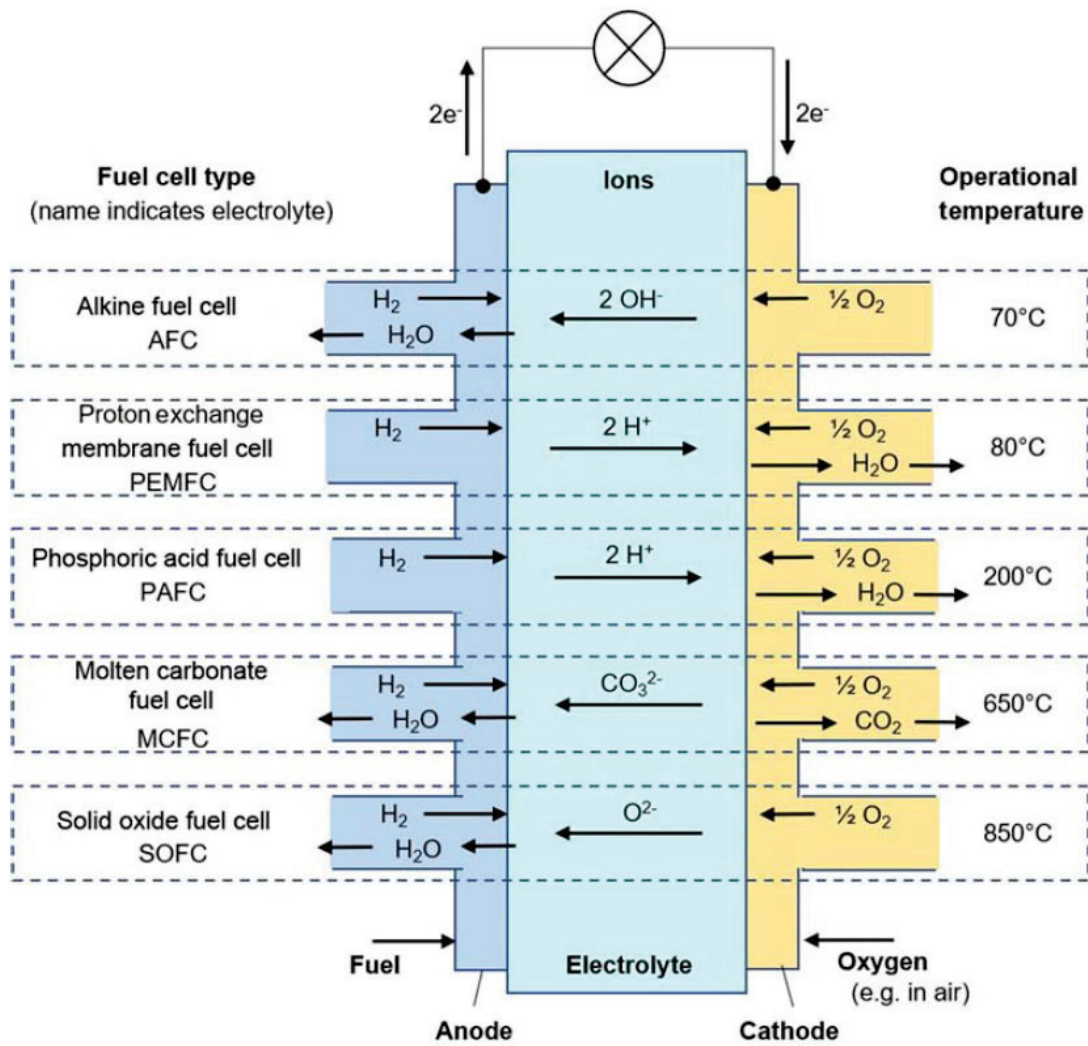 2e⁻
2e⁻
Fuel cell type
(name indicates electrolyte)
Ions
Operational
temperature
Alkine fuel cell
AFC
H₂
H₂O
2 OH⁻
½ O₂
70°C
Proton exchange
membrane fuel cell
PEMFC
H₂
2 H⁺
½ O₂
H₂O
80°C
Phosphoric acid fuel cell
PAFC
H₂
2 H⁺
½ O₂
H₂O
200°C
Molten carbonate
fuel cell
MCFC
H₂
H₂O
CO₃²⁻
½ O₂
CO₂
650°C
Solid oxide fuel cell
SOFC
H₂
H₂O
O²⁻
½ O₂
850°C
Fuel
Electrolyte
Oxygen
(e.g. in air)
Anode
Cathode